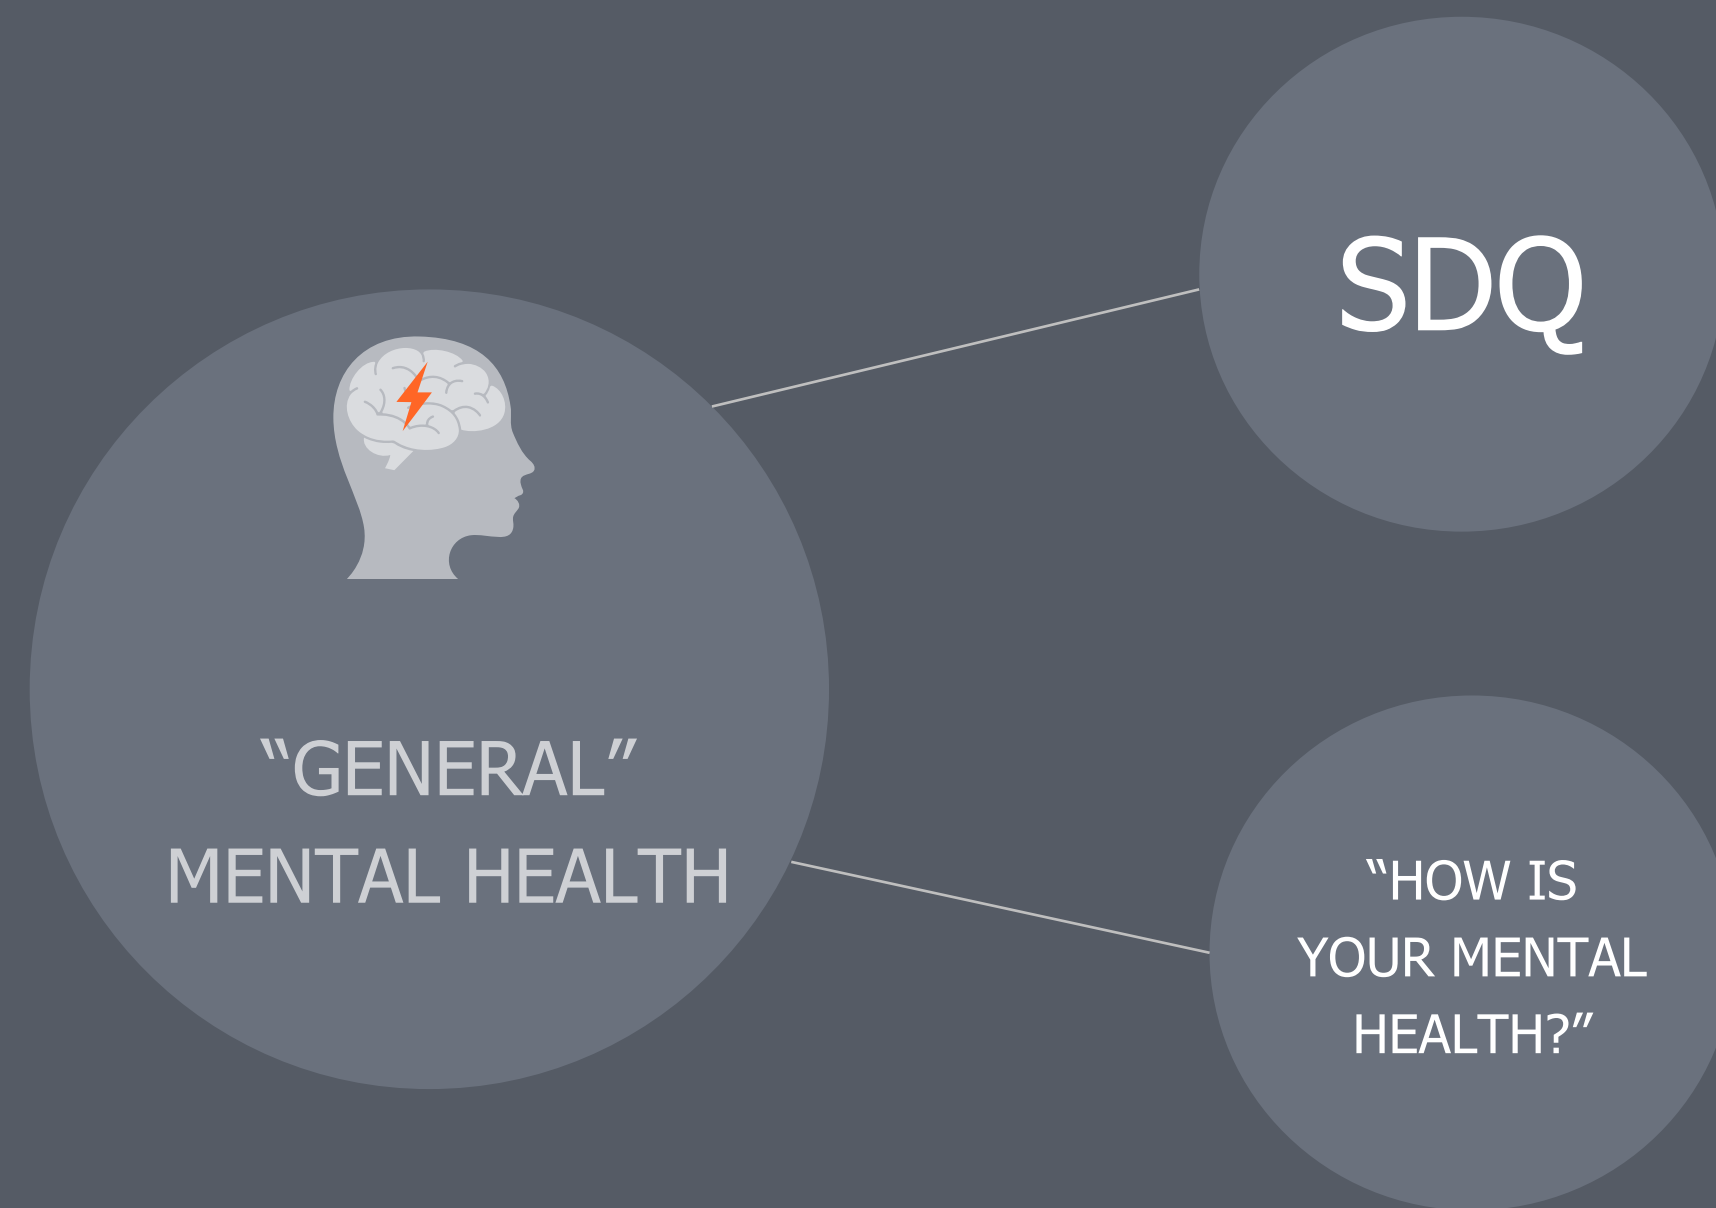 SDQ
“GENERAL”
MENTAL HEALTH
“HOW IS
YOUR MENTAL
HEALTH?”